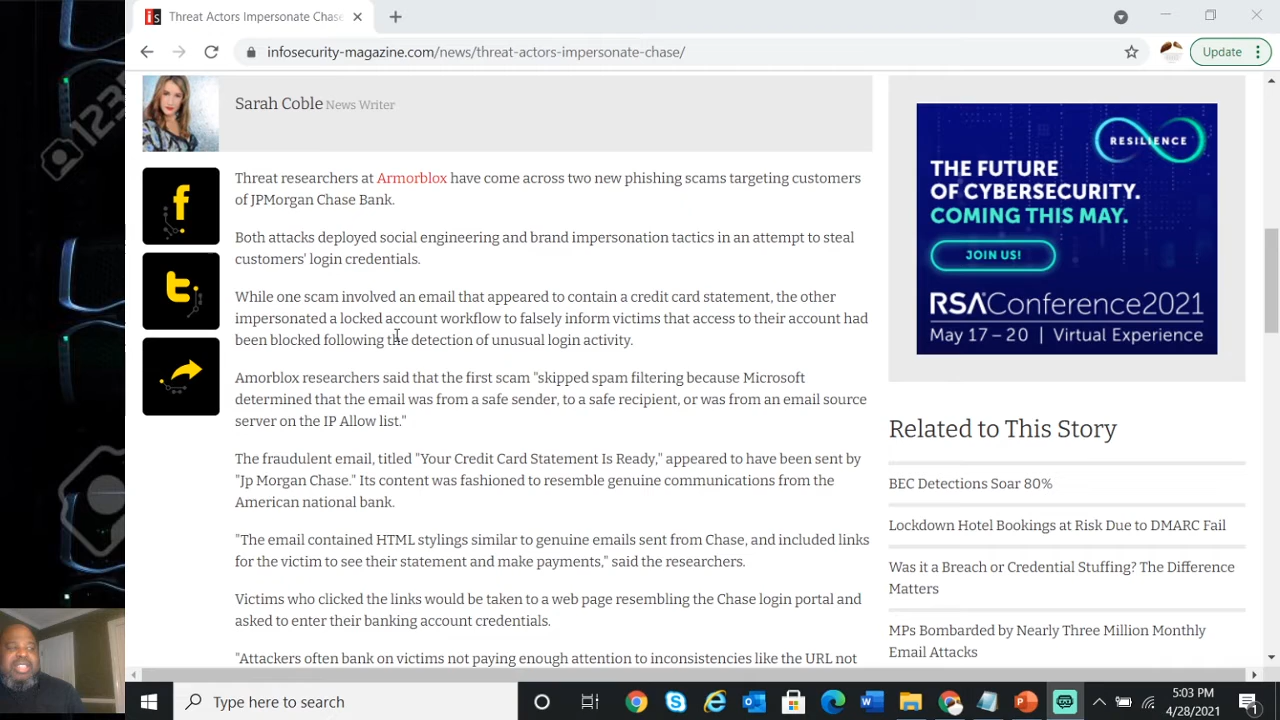 is Threat Actors Impersonate Chase
infosecurity-magazine.com/news/threat-actors-impersonate-chase/
Update
Sarah Coble News Writer
Threat researchers at Armorblox have come across two new phishing scams targeting customers
of JPMorgan Chase Bank.
Both attacks deployed social engineering and brand impersonation tactics in an attempt to steal
customers' login credentials.
While one scam involved an email that appeared to contain a credit card statement, the other
impersonated a locked account workflow to falsely inform victims that access to their account had
been blocked following the detection of unusual login activity.
Amorblox researchers said that the first scam "skipped spam filtering because Microsoft
determined that the email was from a safe sender, to a safe recipient, or was from an email source
server on the IP Allow list."
The fraudulent email, titled "Your Credit Card Statement Is Ready," appeared to have been sent by
"Jp Morgan Chase." Its content was fashioned to resemble genuine communications from the
American national bank.
"The email contained HTML stylings similar to genuine emails sent from Chase, and included links
for the victim to see their statement and make payments," said the researchers.
Victims who clicked the links would be taken to a web page resembling the Chase login portal and
asked to enter their banking account credentials.
"Attackers often bank on victims not paying enough attention to inconsistencies like the URL not
RESILIENCE
THE FUTURE
OF CYBERSECURITY.
COMING THIS MAY.
JOIN US!
RSAConference2021
May 17 – 20 | Virtual Experience
Related to This Story
BEC Detections Soar 80%
Lockdown Hotel Bookings at Risk Due to DMARC Fail
Was it a Breach or Credential Stuffing? The Difference
Matters
MPs Bombarded by Nearly Three Million Monthly
Email Attacks
123
Type here to search
5:03 PM
4/28/2021
1